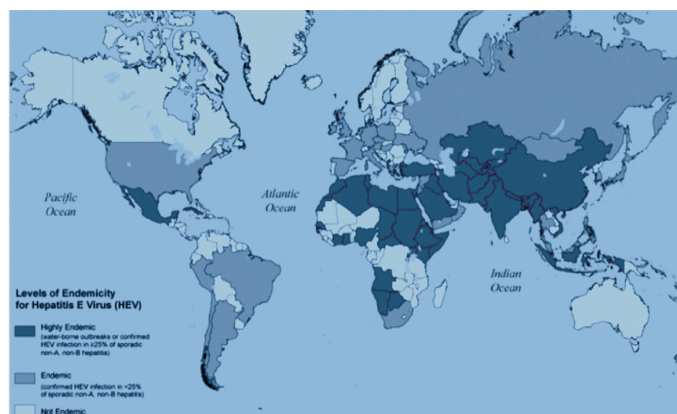 Pacific
Ocean
Atlantic
Ocean
Indian
Ocean
Levels of Endemicity
for Hepatitis E Virus (HEV)
Highly Endemic
(water-borne outbreaks or confirmed
HEV infection in ≥25% of sporadic
non-A, non-B hepatitis)
Endemic
(confirmed HEV infection in <25%
of sporadic non-A, non-B hepatitis)
Not Endemic